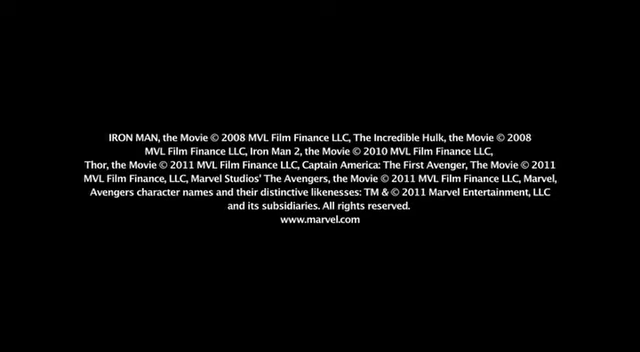 IRON MAN, the Movie © 2008 MVL Film Finance LLC, The Incredible Hulk, the Movie © 2008
MVL Film Finance LLC, Iron Man 2, the Movie © 2010 MVL Film Finance LLC,
Thor, the Movie © 2011 MVL Film Finance LLC, Captain America: The First Avenger, The Movie © 2011
MVL Film Finance, LLC, Marvel Studios' The Avengers, the Movie © 2011 MVL Film Finance LLC, Marvel,
Avengers character names and their distinctive likenesses: TM & © 2011 Marvel Entertainment, LLC
and its subsidiaries. All rights reserved.
www.marvel.com